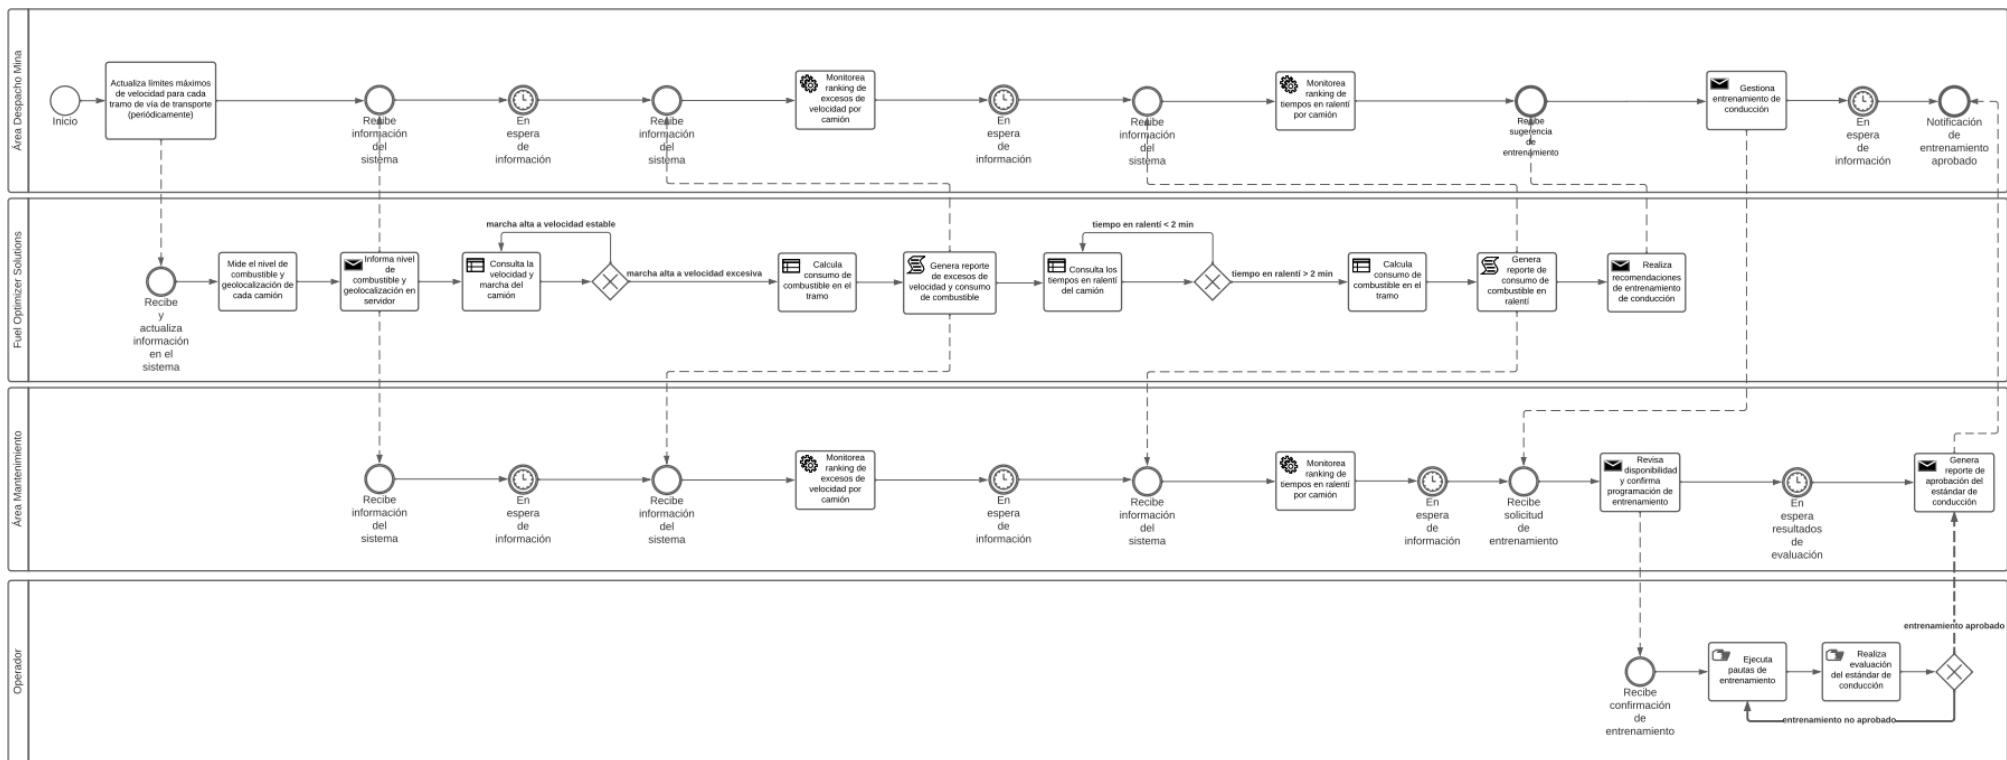 Área Despacho Mina
Inicio
Actualiza límites máximos
de velocidad para cada
tramo de vía de transporte
(periódicamente)
Recibe
información
del
sistema
En
espera
de
información
Recibe
información
del
sistema
Monitorea
ranking de
excesos de
velocidad por
camión
En
espera
de
información
Recibe
información
del
sistema
Monitorea
ranking de
tiempos en ralentí
por camión
Recibe
sugerencia
de
entrenamiento
Gestiona
entrenamiento de
conducción
En
espera
de
información
Notificación
de
entrenamiento
aprobado
Fuel Optimizer Solutions
Recibe
y
actualiza
información
en el
sistema
Mide el nivel de
combustible y
geolocalización de
cada camión
Informa nivel
de
combustible y
geolocalización en
servidor
Consulta la
velocidad y
marcha del
camión
marcha alta a velocidad estable
marcha alta a velocidad excesiva
Calcula
consumo de
combustible en el
tramo
Genera reporte
de excesos de
velocidad y consumo
de combustible
Consulta los
tiempos en ralentí
del camión
tiempo en ralentí < 2 min
tiempo en ralentí > 2 min
Calcula
consumo de
combustible en el
tramo
Genera
reporte de
consumo de
combustible en
ralentí
Realiza
recomendaciones
de entrenamiento
de conducción
Área Mantenimiento
Recibe
información
del
sistema
En
espera
de
información
Recibe
información
del
sistema
Monitorea
ranking de
excesos de
velocidad por
camión
En
espera
de
información
Recibe
información
del
sistema
Monitorea
ranking de
tiempos en ralentí
por camión
En
espera
de
información
Recibe
solicitud
de
entrenamiento
Revisa
disponibilidad
y confirma
programación de
entrenamiento
En
espera
resultados
de
evaluación
Genera
reporte de
aprobación del
estándar de
conducción
Operador
Recibe
confirmación
de
entrenamiento
Ejecuta
pautas de
entrenamiento
Realiza
evaluación
del estándar de
conducción
entrenamiento aprobado
entrenamiento no aprobado